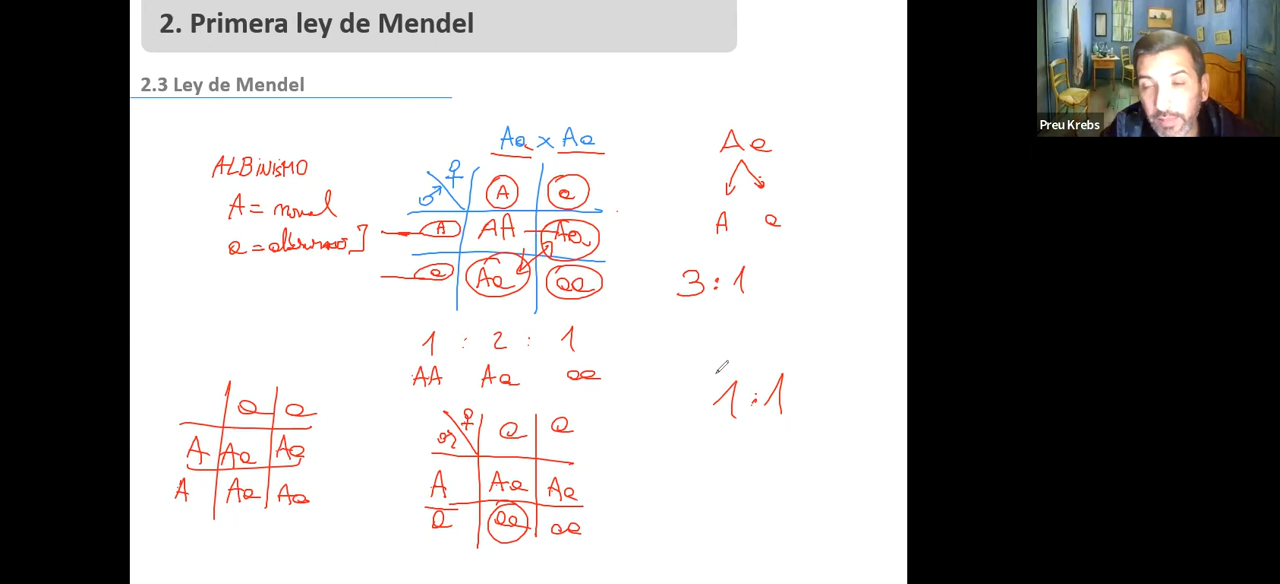 2. Primera ley de Mendel
2.3 Ley de Mendel
Preu Krebs
Aa x Aa
ALBINISMO
A = normal
a = albinismo
♂ ♀ A a
A AA Aa
a Aa aa
Aa
A a
3 : 1
1 : 2 : 1
AA Aa aa
a a
A Aa Aa
A Aa Aa
♂ ♀ a a
A Aa Aa
a aa aa
1 : 1